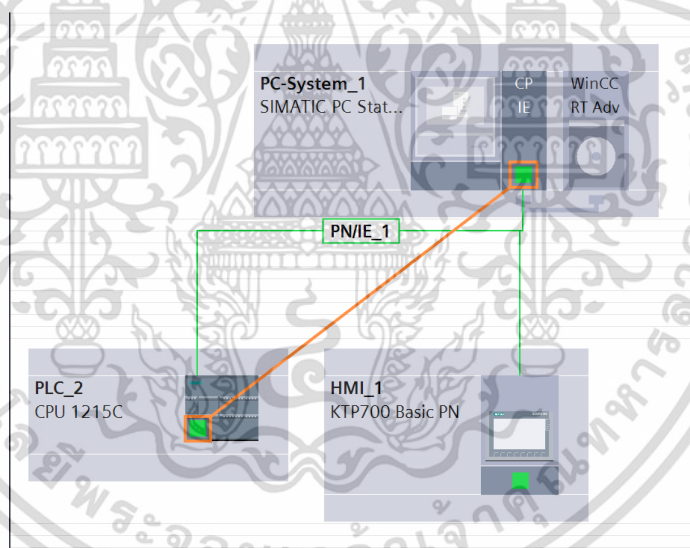 PC-System_1
SIMATIC PC Stat...
CP
IE
WinCC
RT Adv
PN/IE_1
PLC_2
CPU 1215C
HMI_1
KTP700 Basic PN